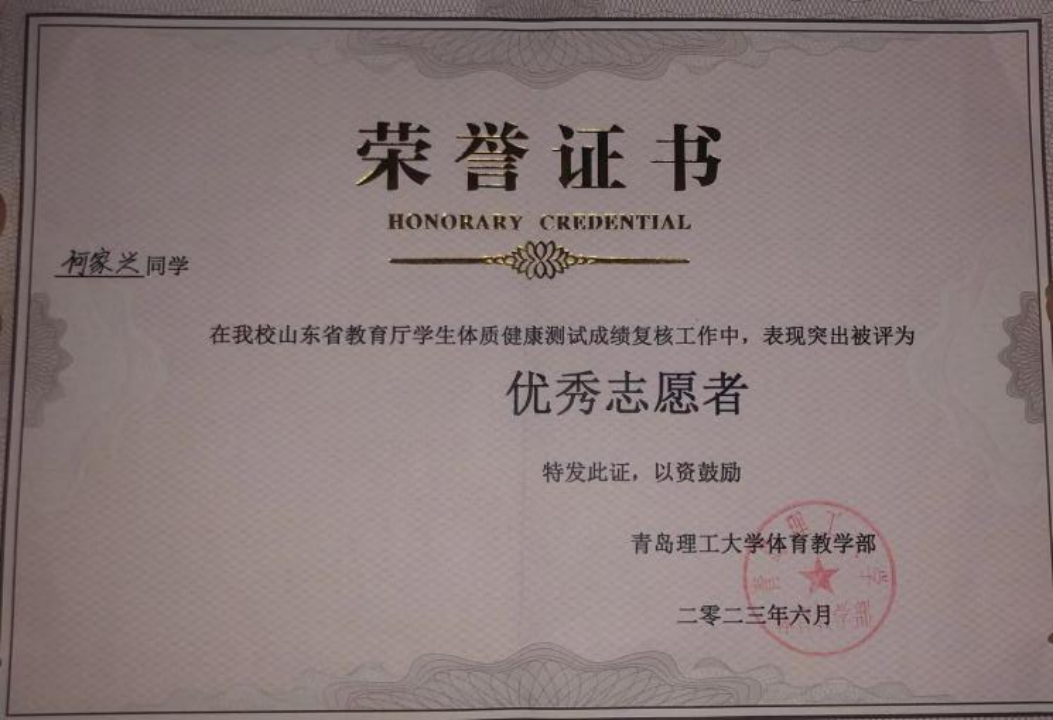 荣誉证书
HONORARY CREDENTIAL
何家兴同学
在我校山东省教育厅学生体质健康测试成绩复核工作中，表现突出被评为
优秀志愿者
特发此证，以资鼓励
青岛理工大学体育教学部
二零二三年六月